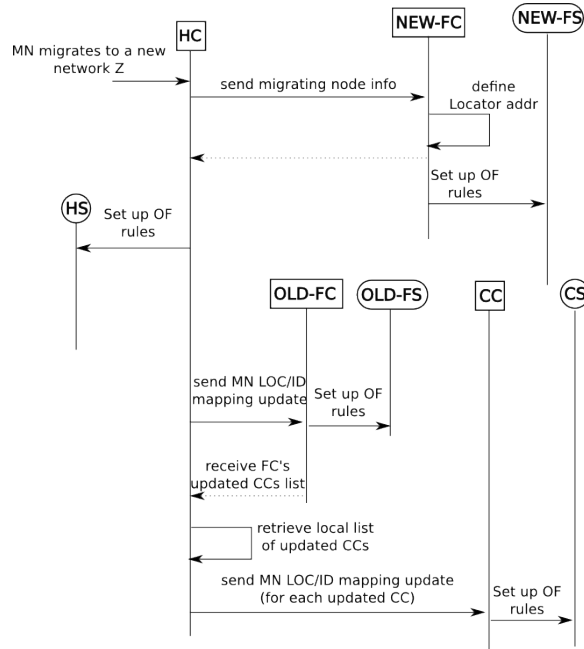 HC
NEW-FC
NEW-FS
MN migrates to a new
network Z
send migrating node info
define
Locator addr
Set up OF
rules
HS
Set up OF
rules
OLD-FC
OLD-FS
CC
CS
send MN LOC/ID
mapping update
Set up OF
rules
receive FC's
updated CCs list
retrieve local list
of updated CCs
send MN LOC/ID mapping update
(for each updated CC)
Set up OF
rules